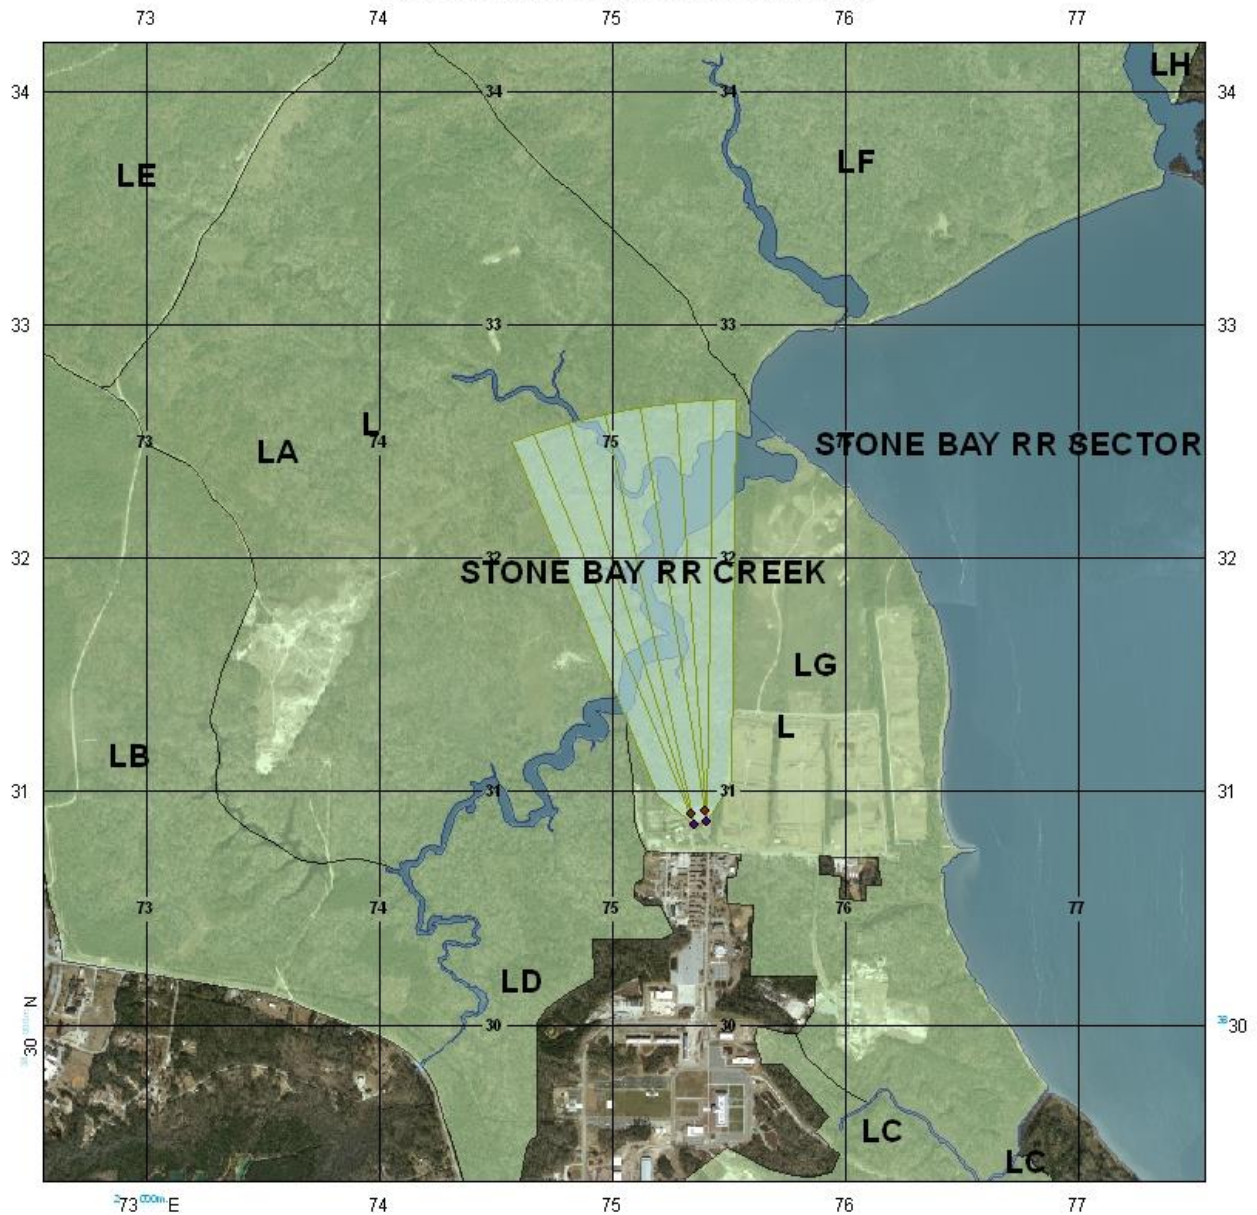 73 74 75 76 77
LH
34 34 34 34
LE LF
33 33 33 33
L
73 74 75
LA STONE BAY RR SECTOR
32 32 32 32
STONE BAY RR CREEK
LG
L
LB
31 31 31
73 74 75 76 77
LD
30 N 30 30 30
LC
LC
73 000m. E 74 75 76 77